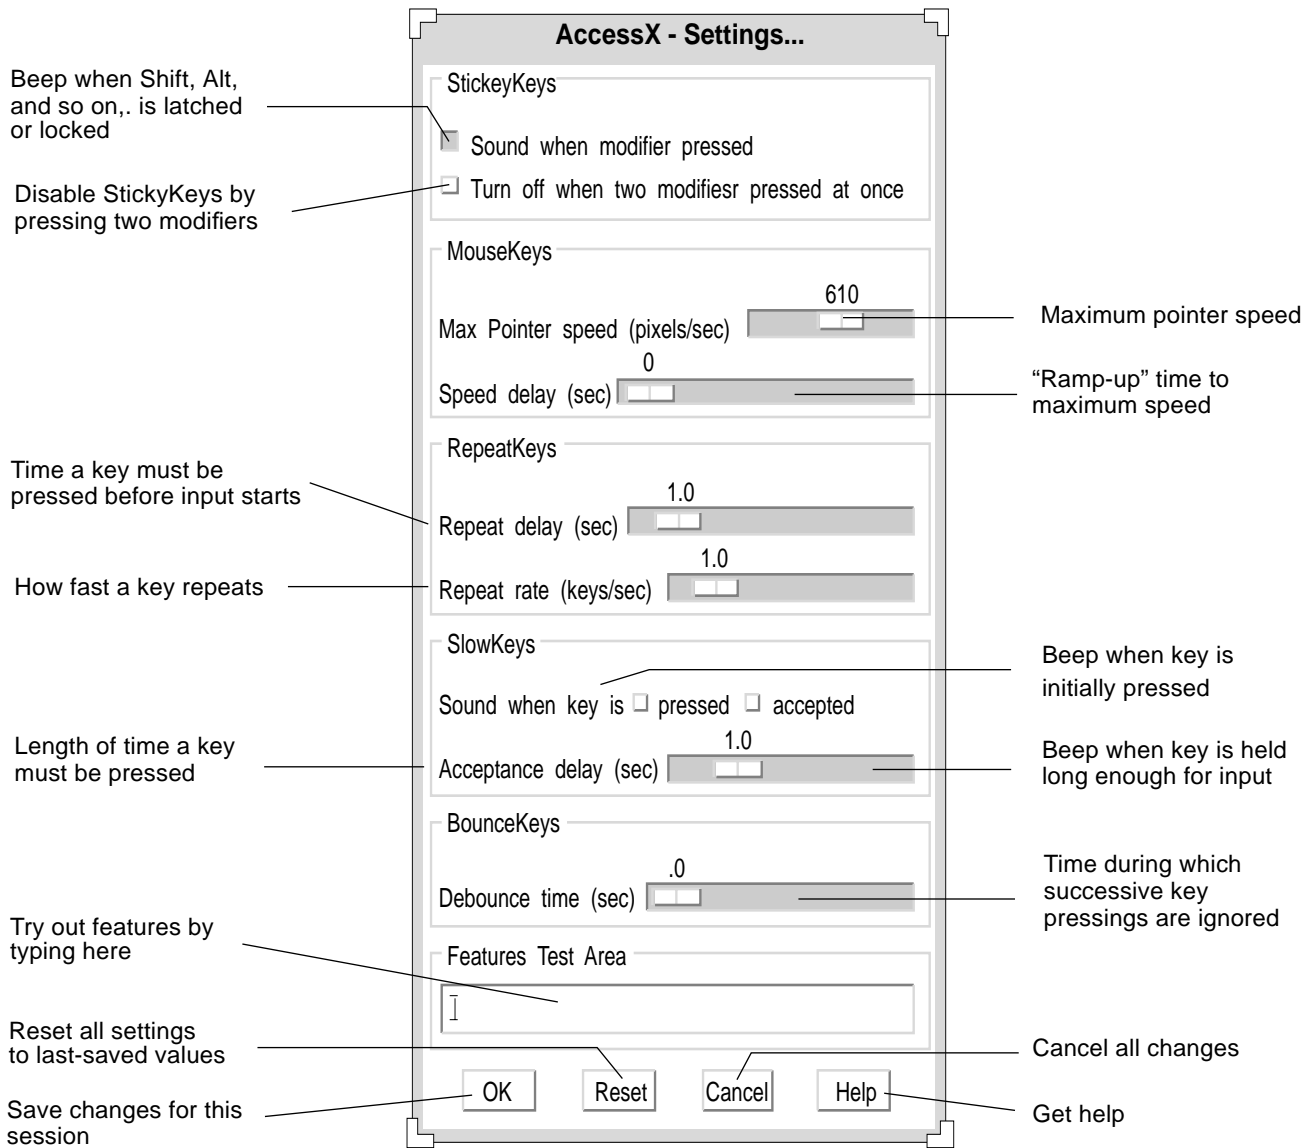 AccessX - Settings...
Beep when Shift, Alt,
and so on,. is latched
or locked
StickeyKeys
Sound when modifier pressed
Disable StickyKeys by
pressing two modifiers
Turn off when two modifiesr pressed at once
MouseKeys
610
Max Pointer speed (pixels/sec)
Maximum pointer speed
0
Speed delay (sec)
“Ramp-up” time to
maximum speed
RepeatKeys
Time a key must be
pressed before input starts
1.0
Repeat delay (sec)
1.0
How fast a key repeats
Repeat rate (keys/sec)
SlowKeys
Beep when key is
initially pressed
Sound when key is pressed accepted
Length of time a key
must be pressed
1.0
Acceptance delay (sec)
Beep when key is held
long enough for input
BounceKeys
.0
Debounce time (sec)
Time during which
successive key
pressings are ignored
Try out features by
typing here
Features Test Area
Reset all settings
to last-saved values
Cancel all changes
OK Reset Cancel Help
Save changes for this
session
Get help